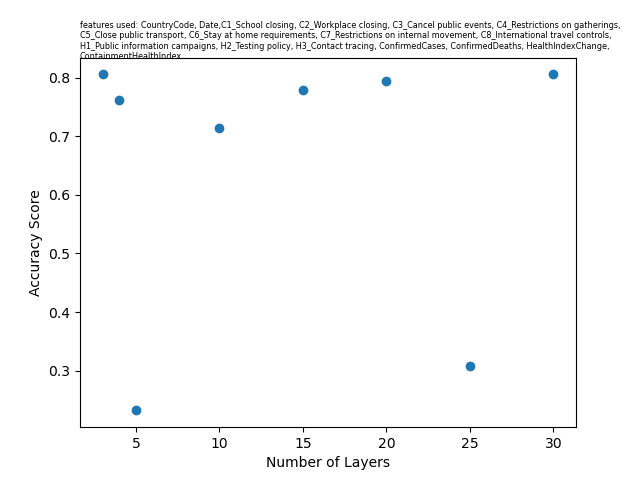 features used: CountryCode, Date,C1_School closing, C2_Workplace closing, C3_Cancel public events, C4_Restrictions on gatherings,
C5_Close public transport, C6_Stay at home requirements, C7_Restrictions on internal movement, C8_International travel controls,
H1_Public information campaigns, H2_Testing policy, H3_Contact tracing, ConfirmedCases, ConfirmedDeaths, HealthIndexChange,
ContainmentHealthIndex
0.8
0.7
0.6
0.5
0.4
0.3
Accuracy Score
5 10 15 20 25 30
Number of Layers